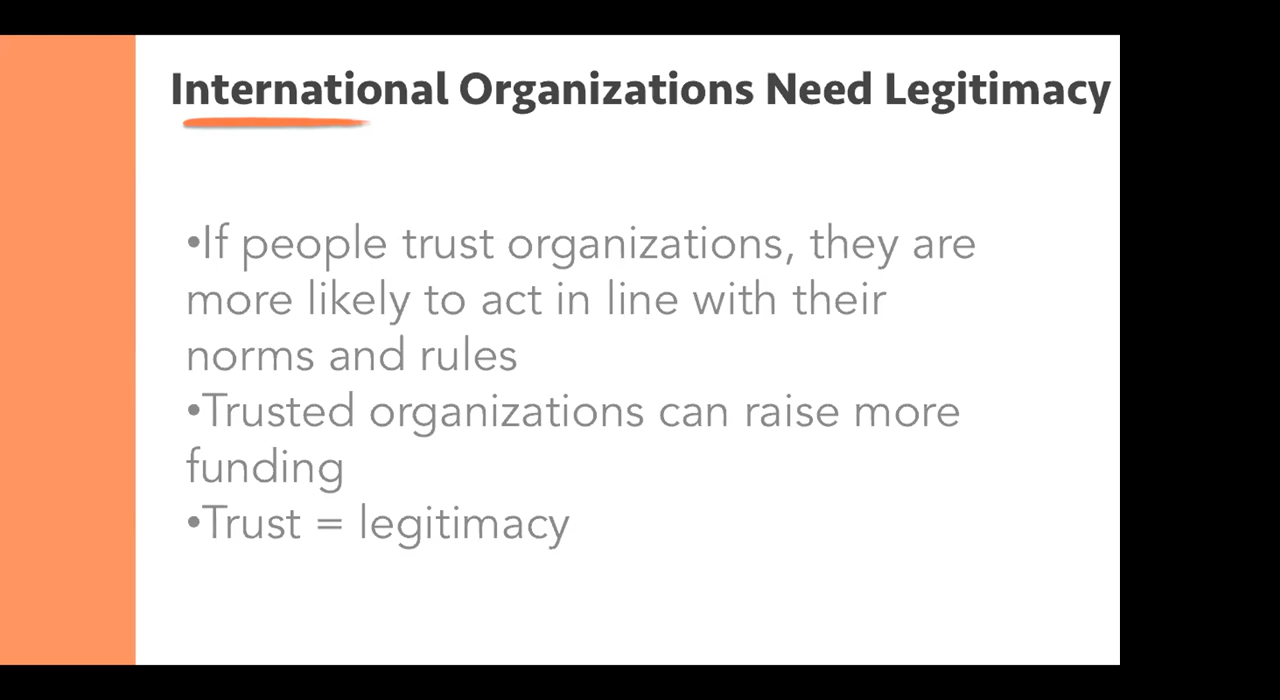 International Organizations Need Legitimacy
•If people trust organizations, they are
more likely to act in line with their
norms and rules
•Trusted organizations can raise more
funding
•Trust = legitimacy